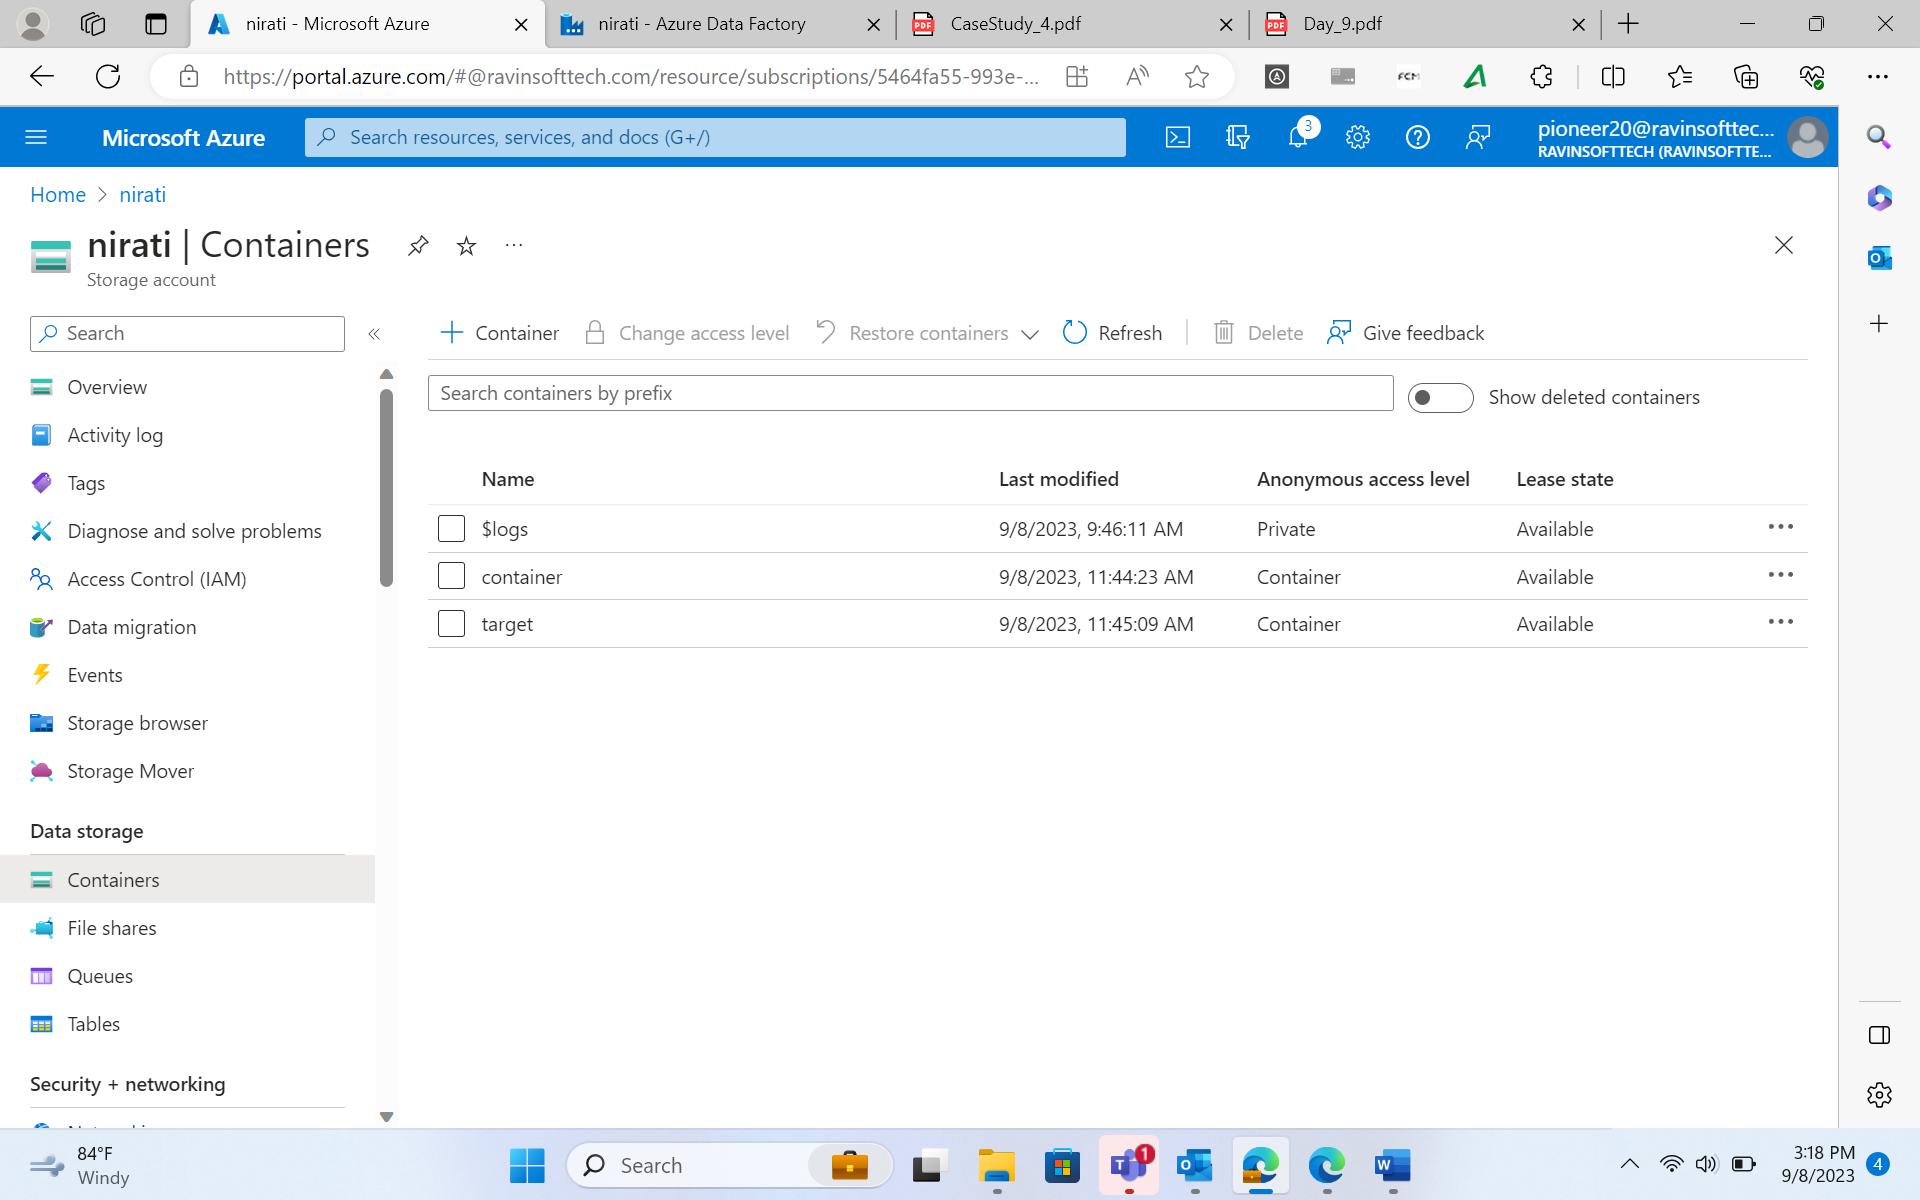 nirati - Microsoft Azure
nirati - Azure Data Factory
CaseStudy_4.pdf
Day_9.pdf
https://portal.azure.com/#@ravinsofttech.com/resource/subscriptions/5464fa55-993e-...
Microsoft Azure
Search resources, services, and docs (G+/)
3
pioneer20@ravinsofttec...
RAVINSOFTTECH (RAVINSOFTTE...
Home > nirati
nirati | Containers
Storage account
Search
Container
Change access level
Restore containers
Refresh
Delete
Give feedback
Search containers by prefix
Show deleted containers
Name Last modified Anonymous access level Lease state
$logs 9/8/2023, 9:46:11 AM Private Available
container 9/8/2023, 11:44:23 AM Container Available
target 9/8/2023, 11:45:09 AM Container Available
Overview
Activity log
Tags
Diagnose and solve problems
Access Control (IAM)
Data migration
Events
Storage browser
Storage Mover
Data storage
Containers
File shares
Queues
Tables
Security + networking
84°F
Windy
Search
1
3:18 PM
9/8/2023
4